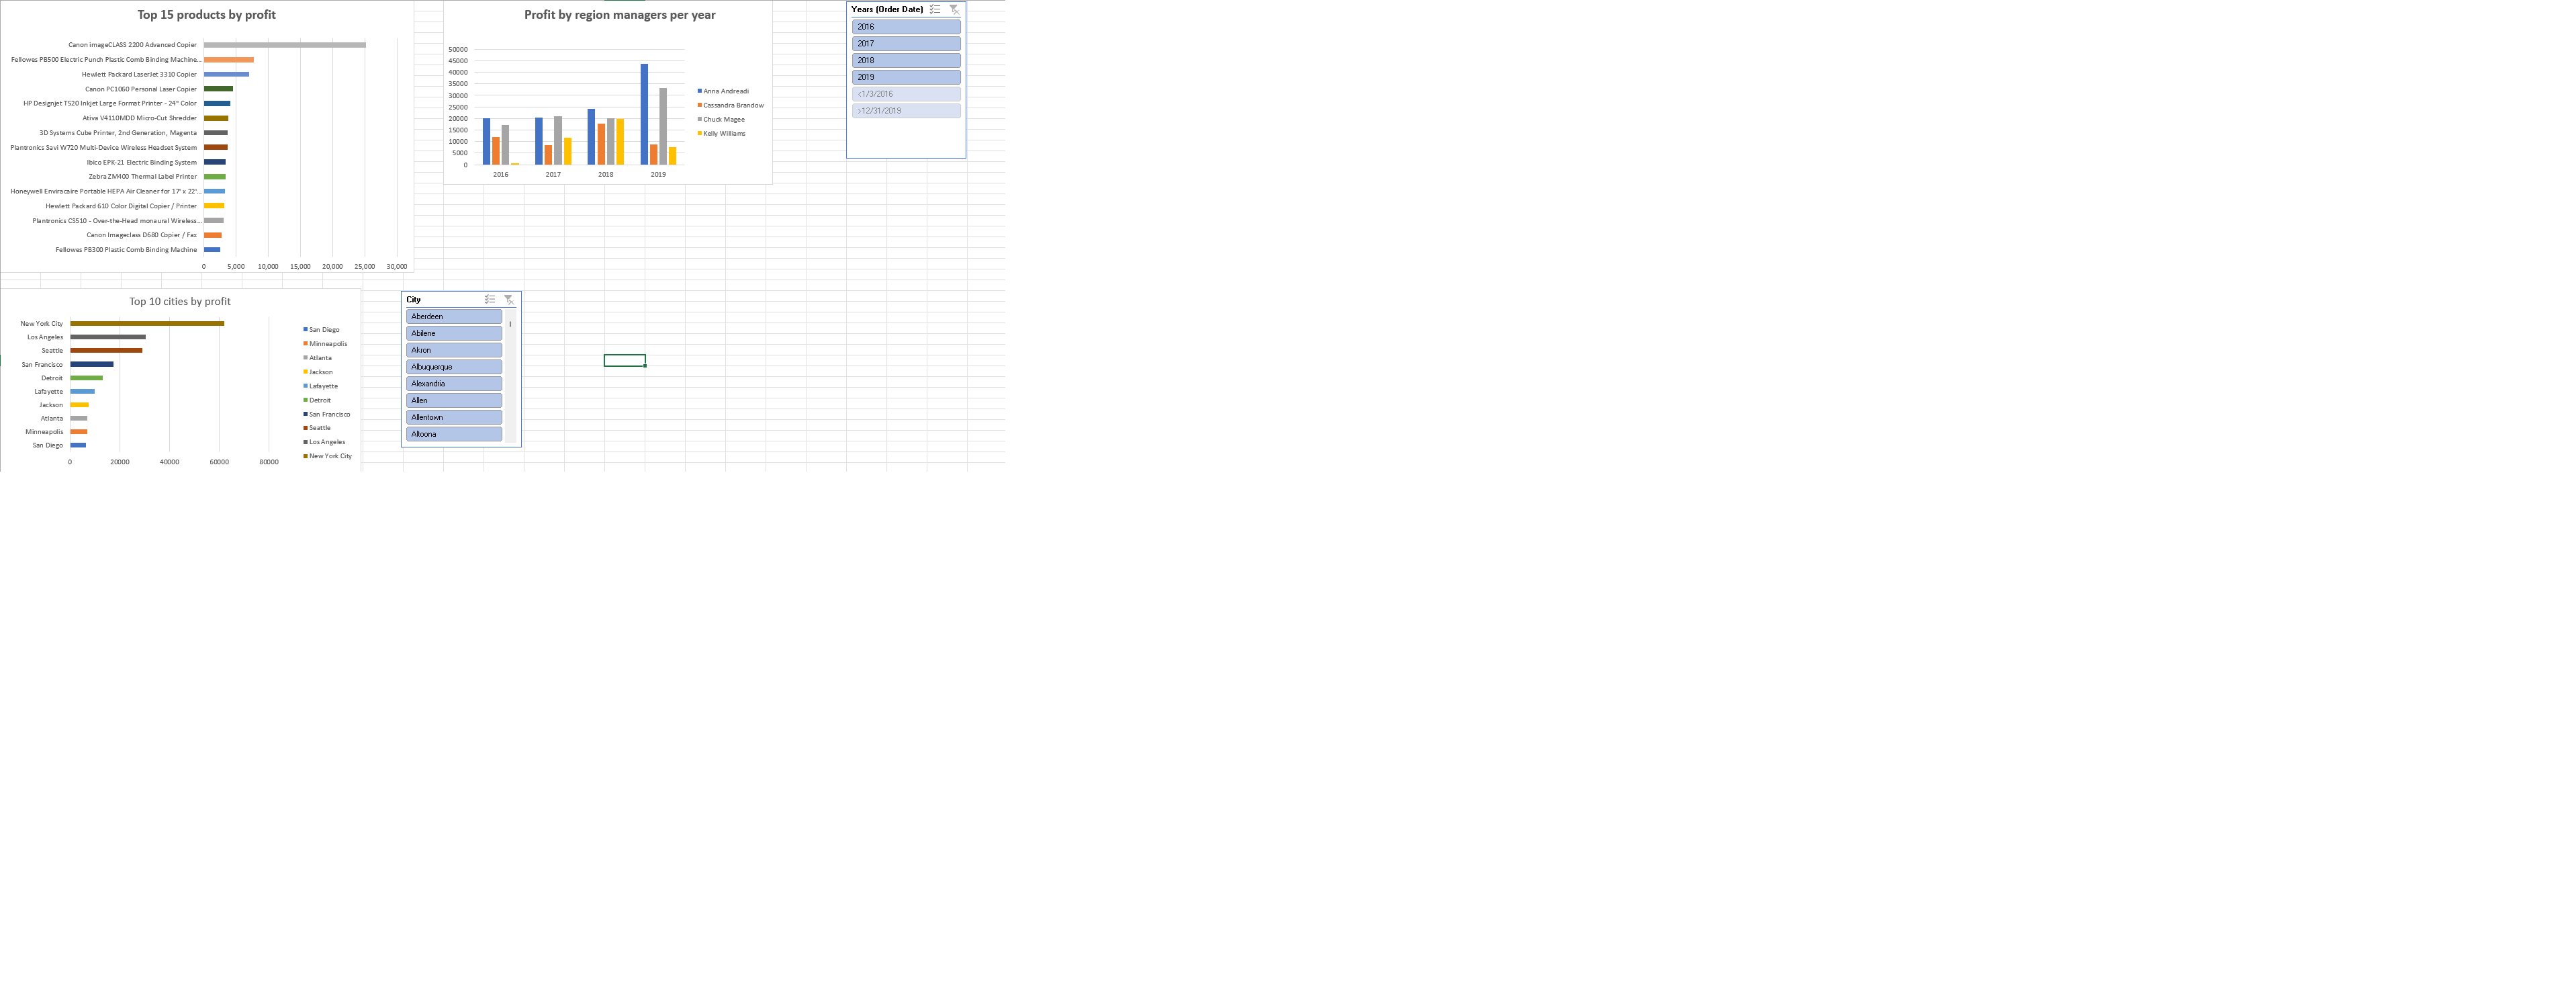 Top 15 products by profit
Canon imageCLASS 2200 Advanced Copier
Fellowes PB500 Electric Punch Plastic Comb Binding Machine...
Hewlett Packard LaserJet 3310 Copier
Canon PC1060 Personal Laser Copier
HP Designjet T520 Inkjet Large Format Printer - 24" Color
Ativa V4110MDD Micro-Cut Shredder
3D Systems Cube Printer, 2nd Generation, Magenta
Plantronics Savi W720 Multi-Device Wireless Headset System
Ibico EPK-21 Electric Binding System
Zebra ZM400 Thermal Label Printer
Honeywell Enviracaire Portable HEPA Air Cleaner for 17' x 22'...
Hewlett Packard 610 Color Digital Copier / Printer
Plantronics CS510 - Over-the-Head monaural Wireless...
Canon Imageclass D680 Copier / Fax
Fellowes PB300 Plastic Comb Binding Machine
0 5,000 10,000 15,000 20,000 25,000 30,000
Profit by region managers per year
50000
45000
40000
35000
30000
25000
20000
15000
10000
5000
0
2016 2017 2018 2019
Anna Andreadi
Cassandra Brandow
Chuck Magee
Kelly Williams
Years (Order Date)
2016
2017
2018
2019
<1/3/2016
>12/31/2019
Top 10 cities by profit
New York City
Los Angeles
Seattle
San Francisco
Detroit
Lafayette
Jackson
Atlanta
Minneapolis
San Diego
0 20000 40000 60000 80000
San Diego
Minneapolis
Atlanta
Jackson
Lafayette
Detroit
San Francisco
Seattle
Los Angeles
New York City
City
Aberdeen
Abilene
Akron
Albuquerque
Alexandria
Allen
Allentown
Altoona